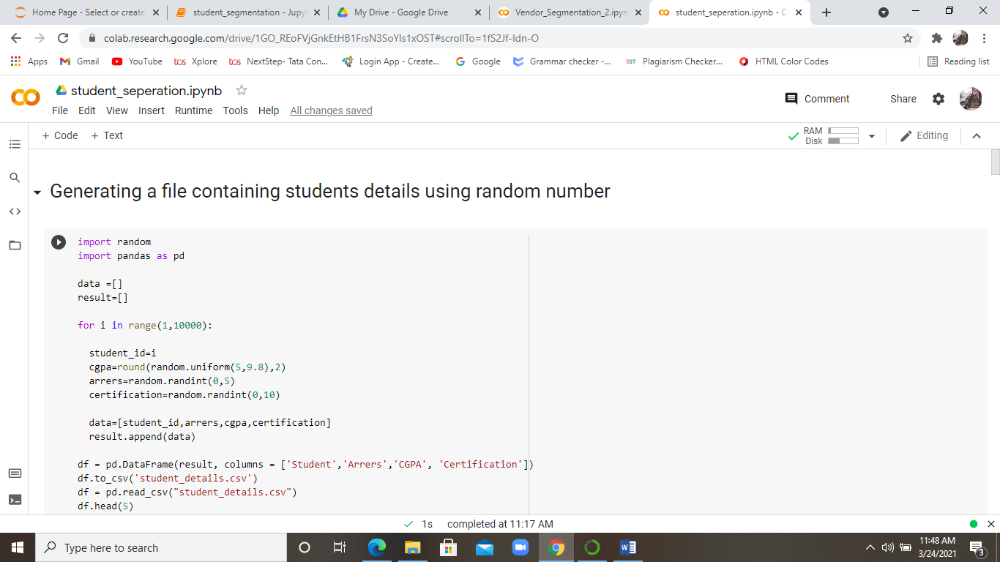 Home Page - Select or create
student_segmentation - Jupy
My Drive - Google Drive
Vendor_Segmentation_2.ipyn
student_seperation.ipynb - C
colab.research.google.com/drive/1GO_REoFVjGnkEtHB1FrsN3SoYls1xOST#scrollTo=1fS2Jf-Idn-O
Apps
Gmail
YouTube
tcs Xplore
tcs NextStep- Tata Con...
Login App - Create...
Google
Grammar checker -...
SST Plagiarism Checker...
HTML Color Codes
Reading list
student_seperation.ipynb
Comment
Share
File Edit View Insert Runtime Tools Help All changes saved
+ Code + Text
RAM
Disk
Editing
Generating a file containing students details using random number
import random
import pandas as pd
data =[]
result=[]
for i in range(1,10000):
student_id=i
cgpa=round(random.uniform(5,9.8),2)
arrers=random.randint(0,5)
certification=random.randint(0,10)
data=[student_id,arrers,cgpa,certification]
result.append(data)
df = pd.DataFrame(result, columns = ['Student','Arrers','CGPA', 'Certification'])
df.to_csv('student_details.csv')
df = pd.read_csv("student_details.csv")
df.head(5)
1s completed at 11:17 AM
Type here to search
11:48 AM
3/24/2021
3